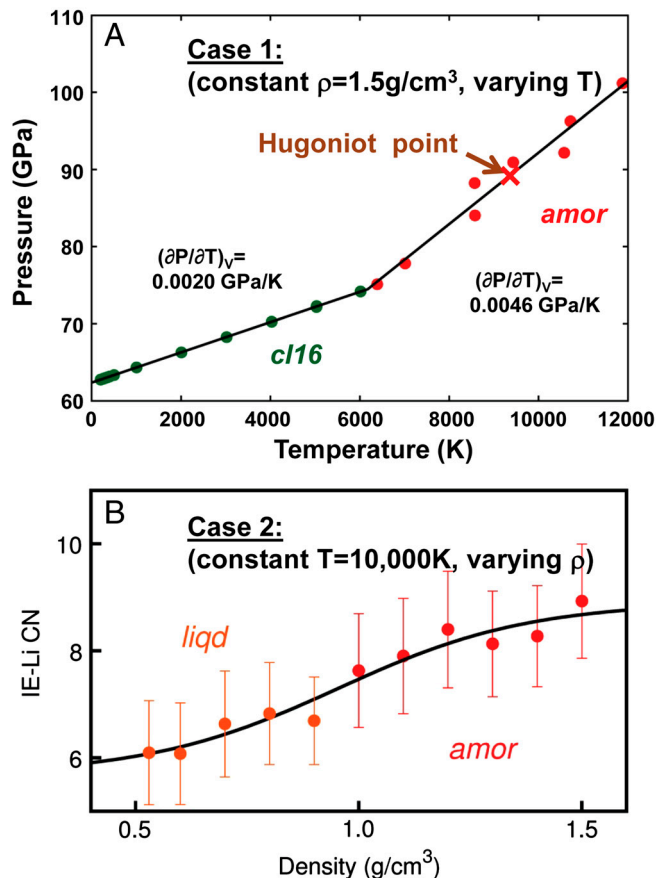 A
Case 1:
(constant ρ=1.5g/cm³, varying T)
Hugoniot point
amor
(∂P/∂T)V=
0.0020 GPa/K
(∂P/∂T)V=
0.0046 GPa/K
cl16
Pressure (GPa)
110
100
90
80
70
60
0 2000 4000 6000 8000 10000 12000
Temperature (K)
B
Case 2:
(constant T=10,000K, varying ρ)
liqd
amor
IE-Li CN
10
8
6
0.5 1.0 1.5
Density (g/cm³)